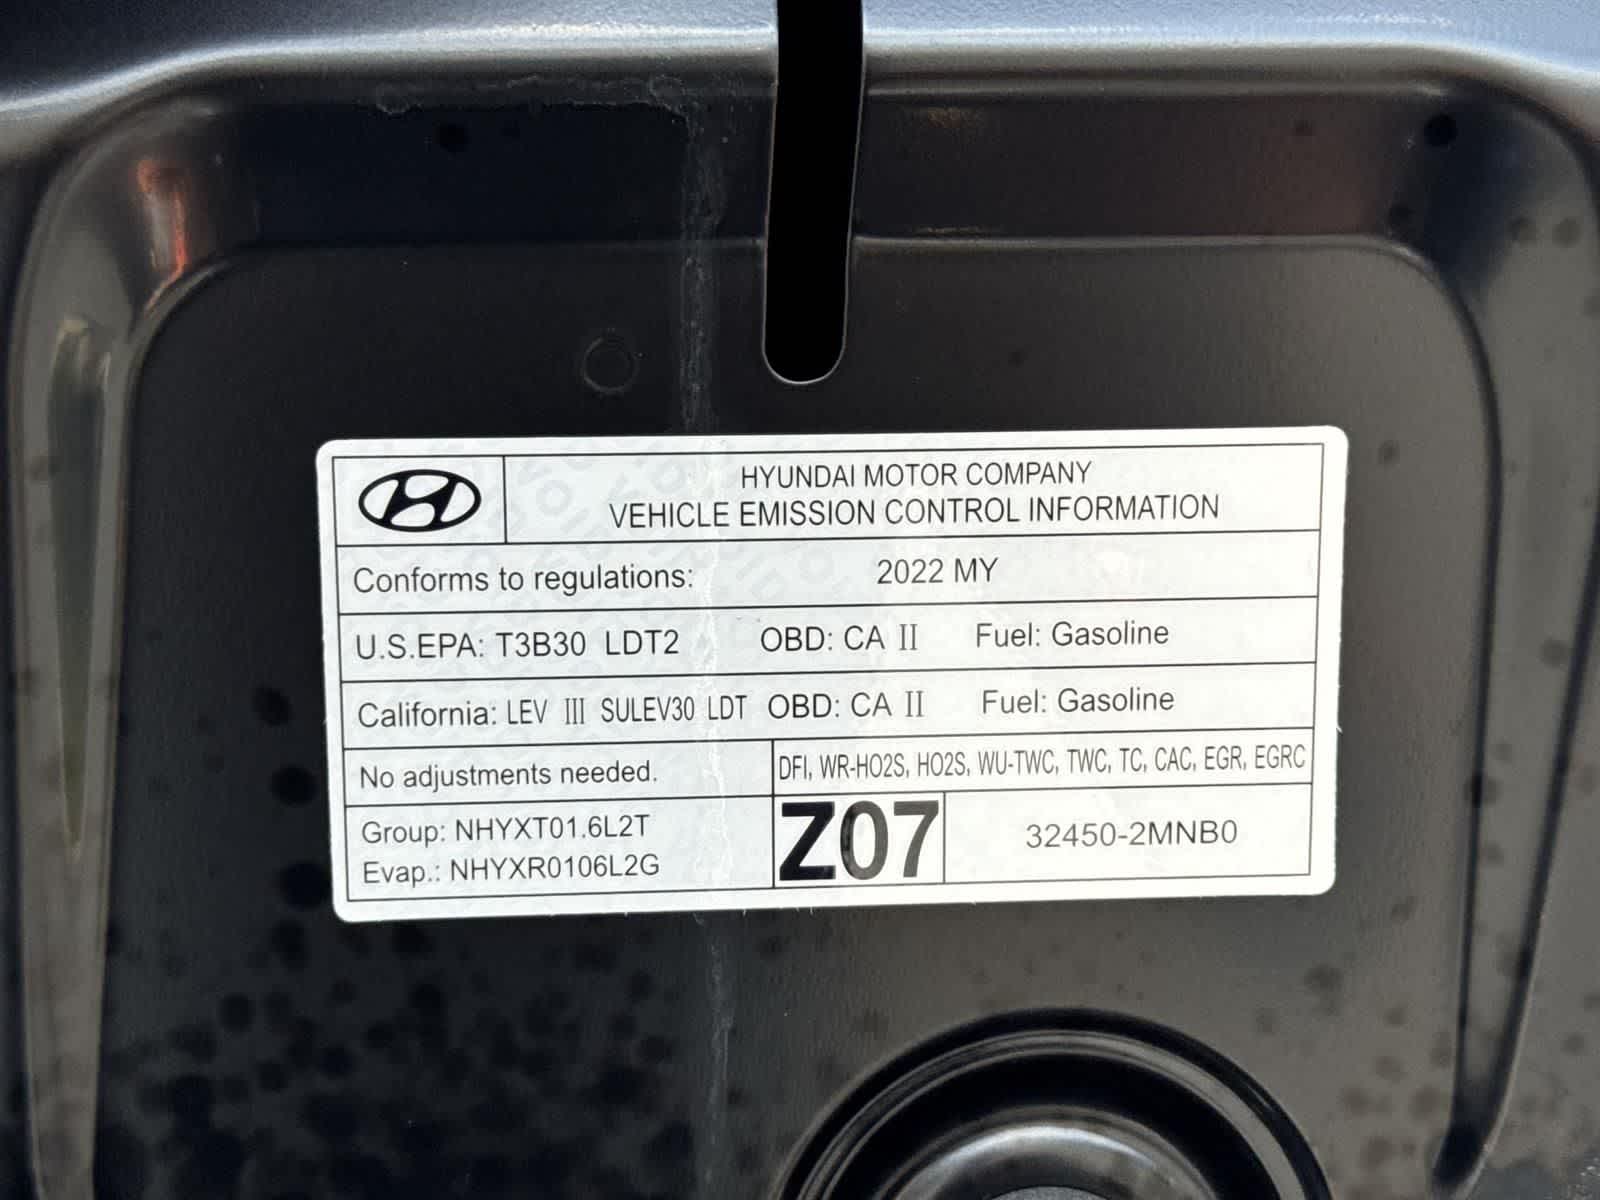 HYUNDAI MOTOR COMPANY
VEHICLE EMISSION CONTROL INFORMATION
Conforms to regulations: 2022 MY
U.S.EPA: T3B30 LDT2 OBD: CA II Fuel: Gasoline
California: LEV III SULEV30 LDT OBD: CA II Fuel: Gasoline
No adjustments needed. DFI, WR-HO2S, HO2S, WU-TWC, TWC, TC, CAC, EGR, EGRC
Group: NHYXT01.6L2T
Evap.: NHYXR0106L2G
Z07
32450-2MNB0